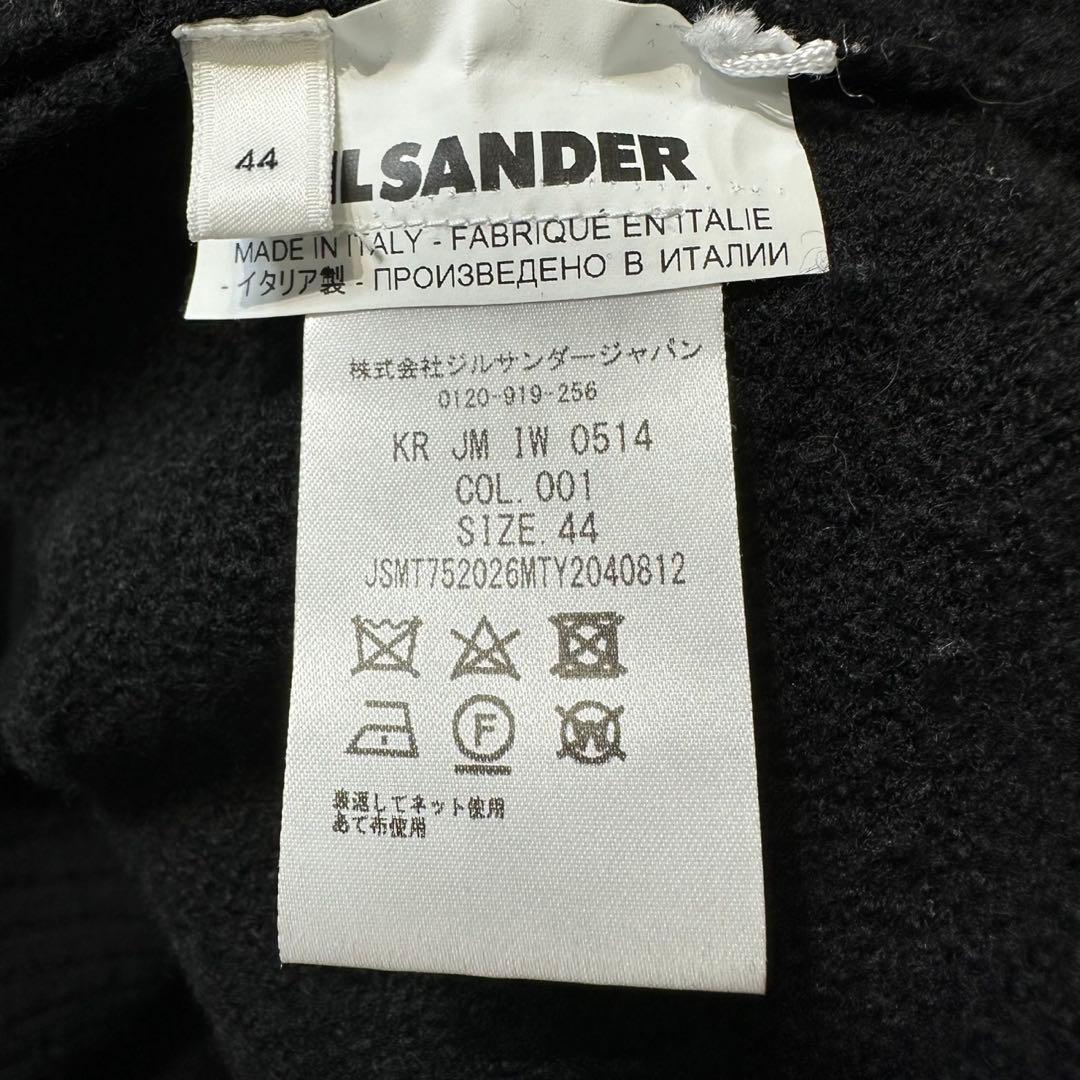 44
SANDER
MADE IN ITALY - FABRIQUÉ EN ITALIE
- イタリア製 - ПРОИЗВЕДЕНО В ИТАЛИИ
株式会社ジルサンダージャパン
0120-919-256
KR JM IW 0514
COL. 001
SIZE. 44
JSMT752026MTY2040812
F
W
裏返してネット使用
あて布使用